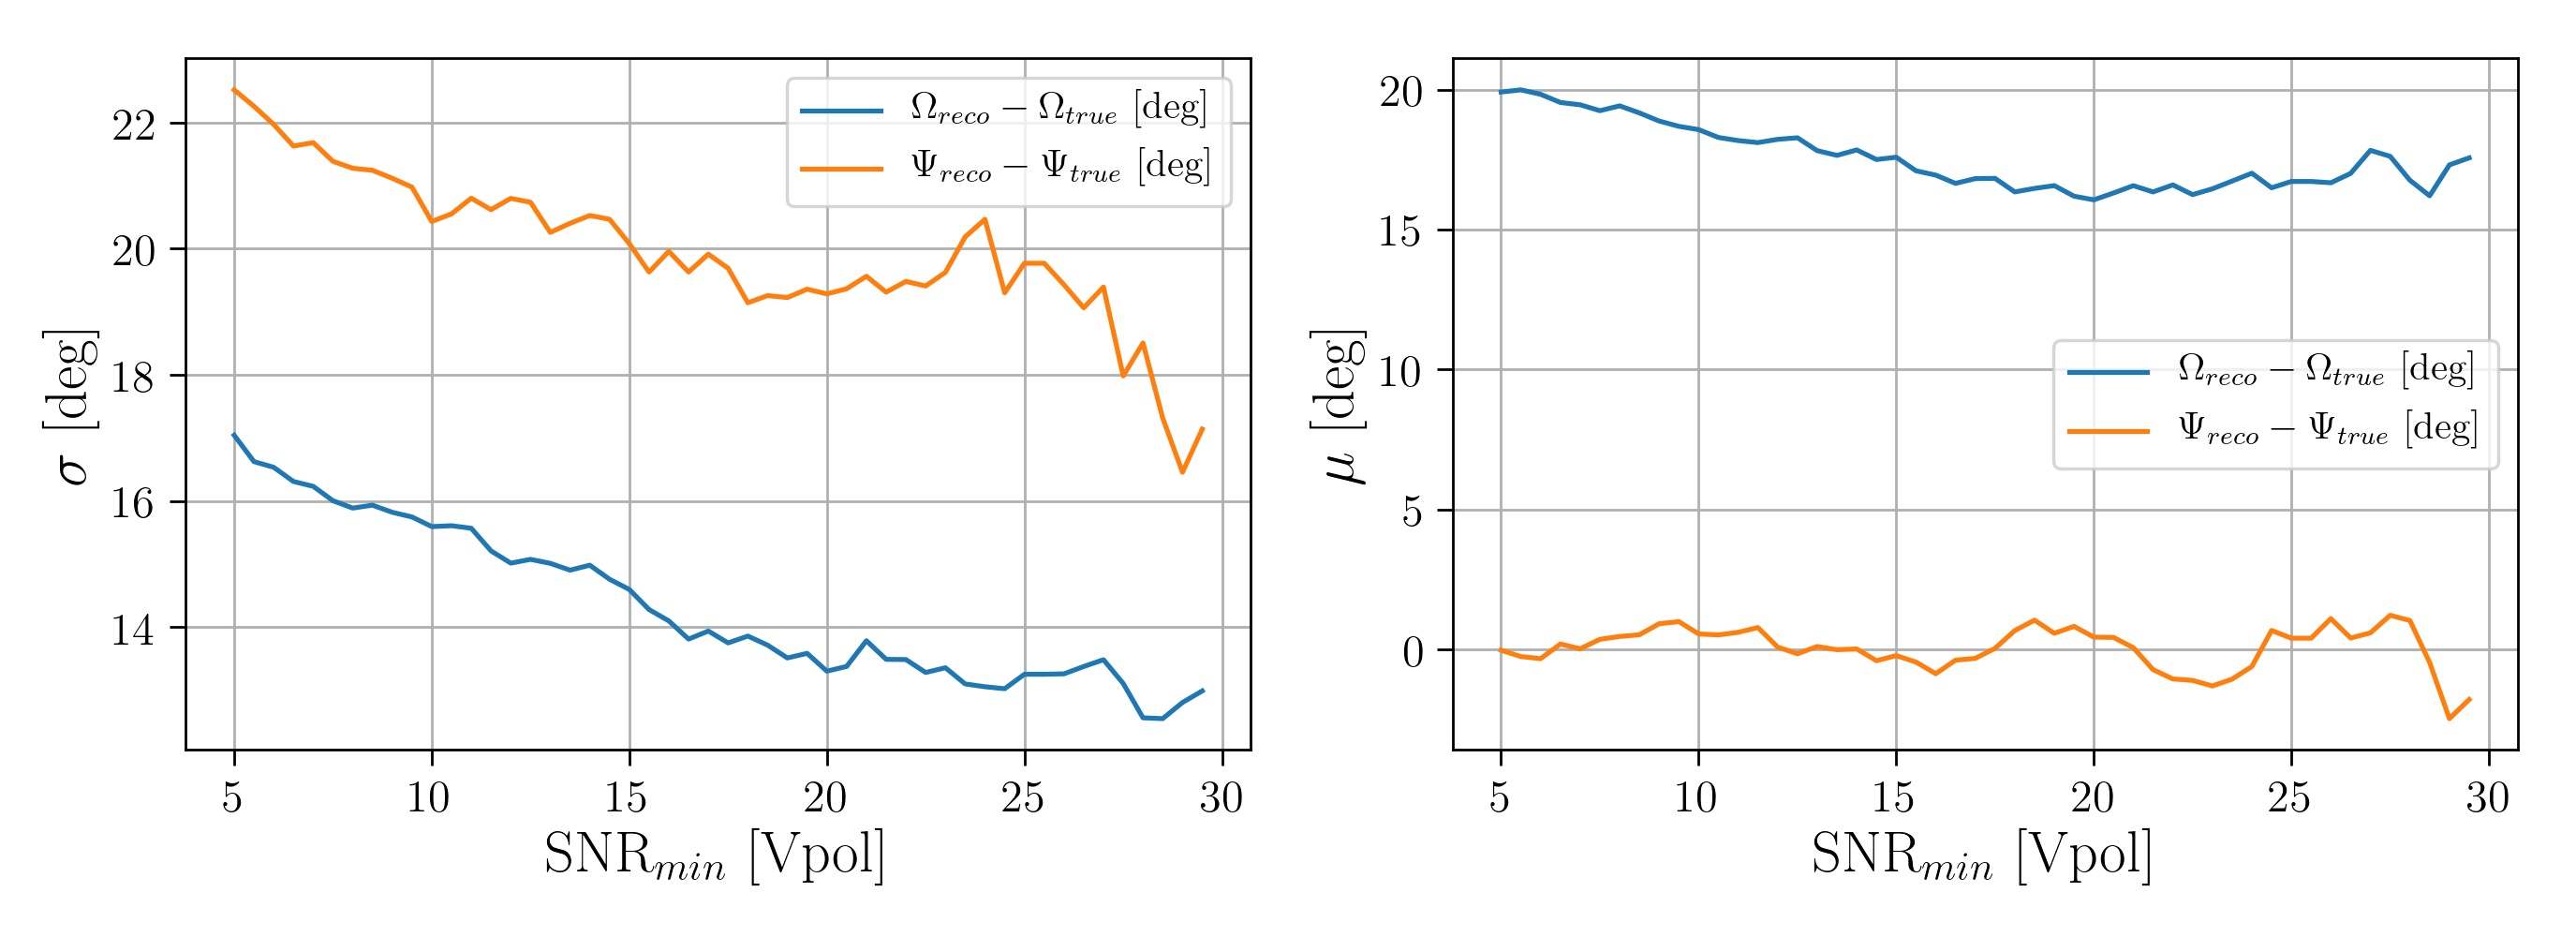 σ [deg]
22
20
18
16
14
Ω_reco − Ω_true [deg]
Ψ_reco − Ψ_true [deg]
5 10 15 20 25 30
SNR_min [Vpol]
μ [deg]
20
15
10
5
0
Ω_reco − Ω_true [deg]
Ψ_reco − Ψ_true [deg]
5 10 15 20 25 30
SNR_min [Vpol]